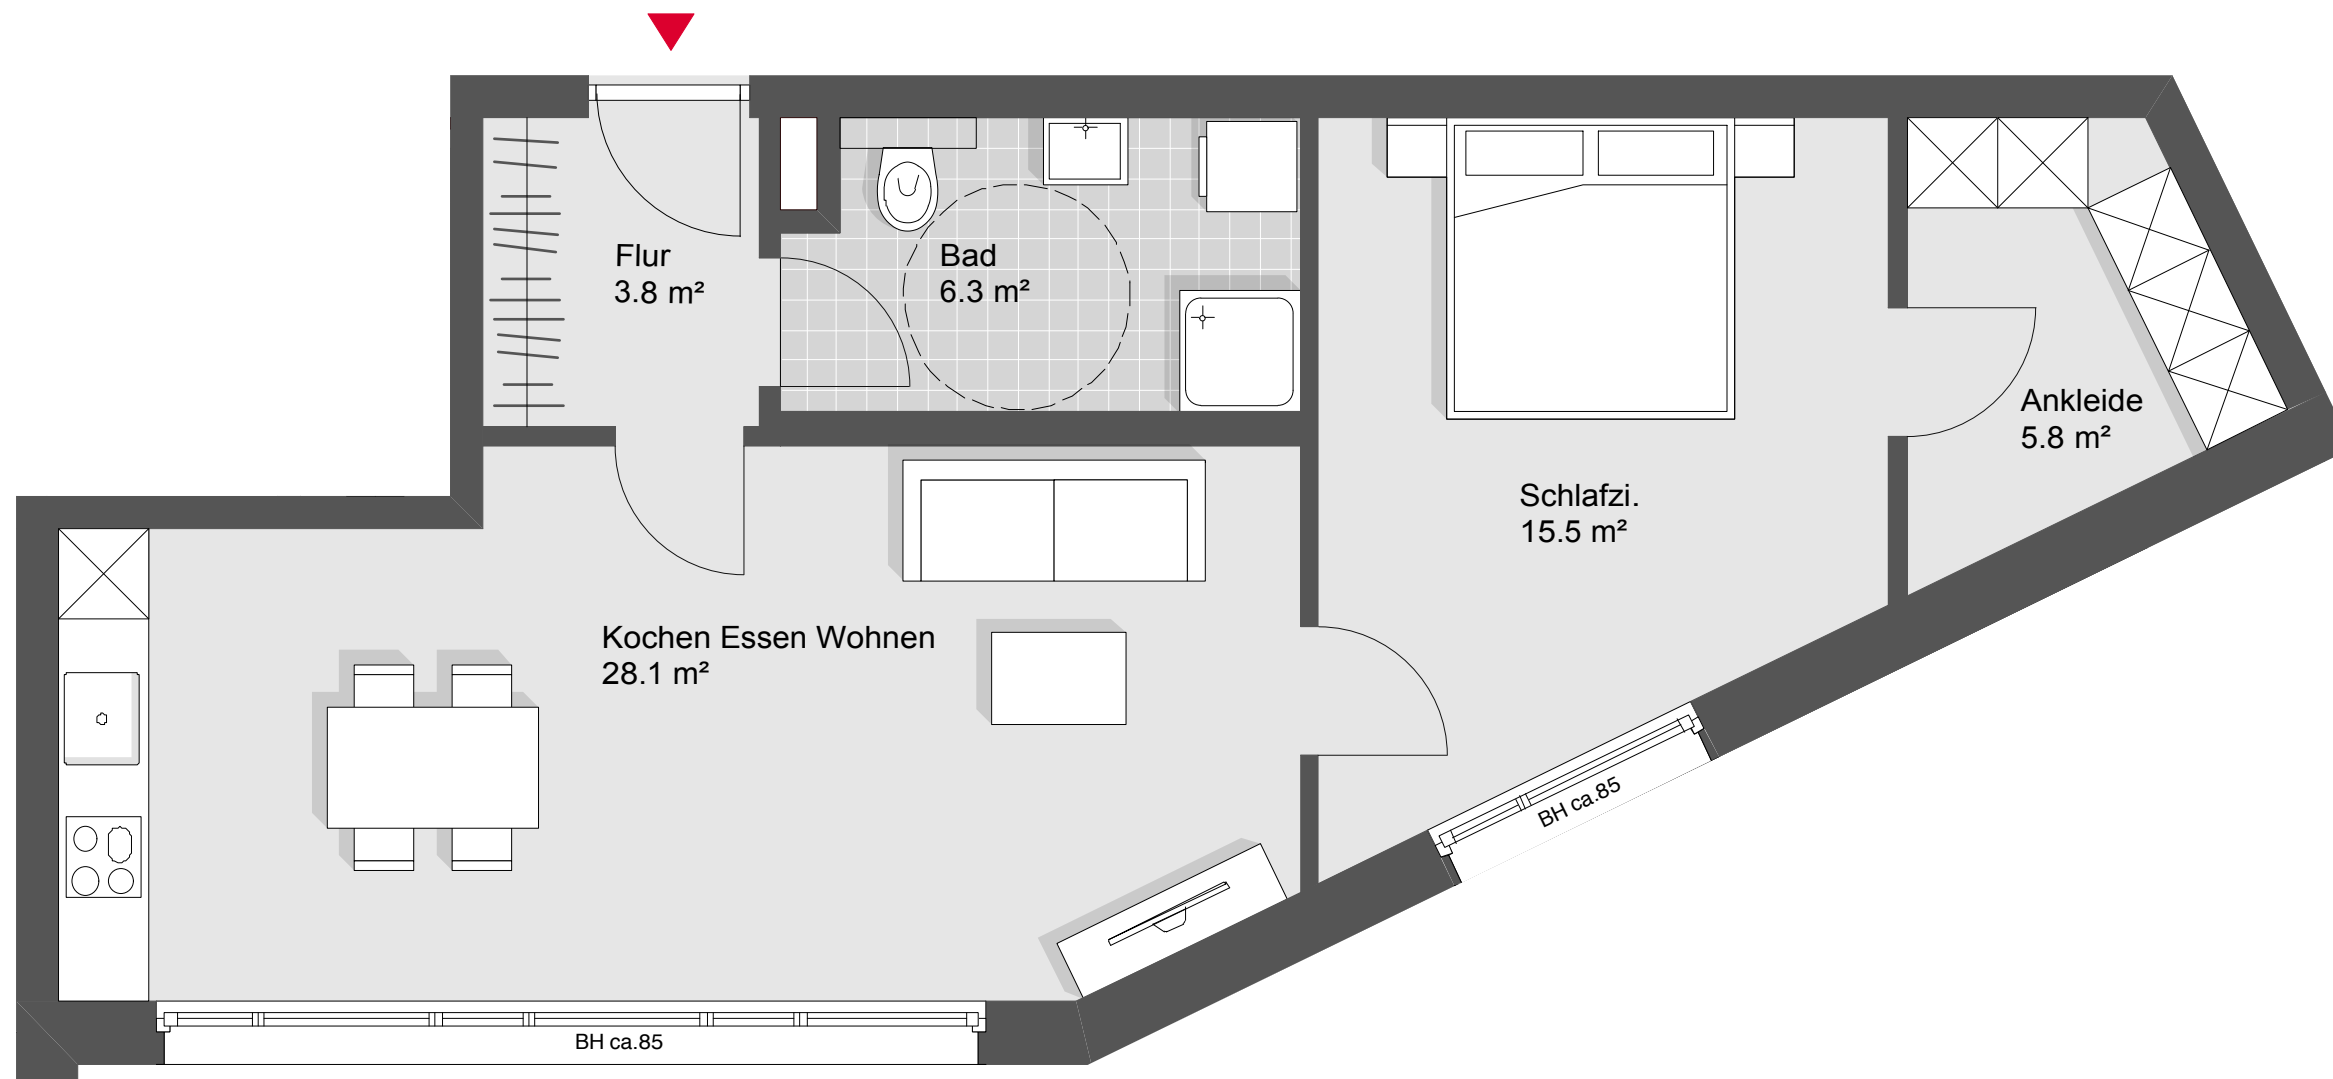 Flur
3.8 m²
Bad
6.3 m²
Ankleide
5.8 m²
Schlafzi.
15.5 m²
Kochen Essen Wohnen
28.1 m²
BH ca.85
BH ca.85